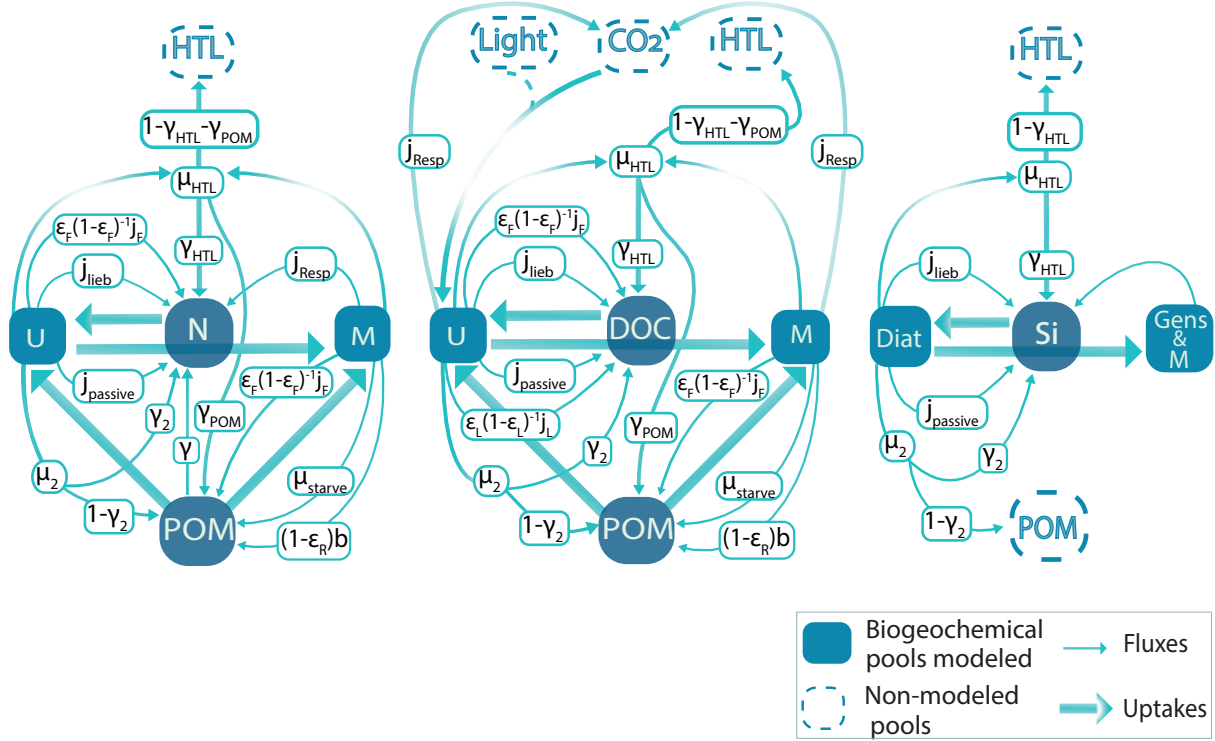 HTL
1-γHTL-γPOM
μHTL
εF(1-εF)-1jF
γHTL
jlieb
jResp
U
N
M
jpassive
εF(1-εF)-1jF
γ2
γPOM
γ
μ2
μstarve
1-γ2
POM
(1-εR)b
Light
CO2
HTL
1-γHTL-γPOM
jResp
μHTL
jResp
εF(1-εF)-1jF
γHTL
jlieb
U
DOC
M
jpassive
εF(1-εF)-1jF
εL(1-εL)-1jL
γPOM
γ2
μ2
μstarve
1-γ2
POM
(1-εR)b
HTL
1-γHTL
μHTL
jlieb
γHTL
Diat
Si
Gens
&
M
jpassive
μ2
γ2
1-γ2
POM
Biogeochemical
pools modeled
Fluxes
Non-modeled
pools
Uptakes